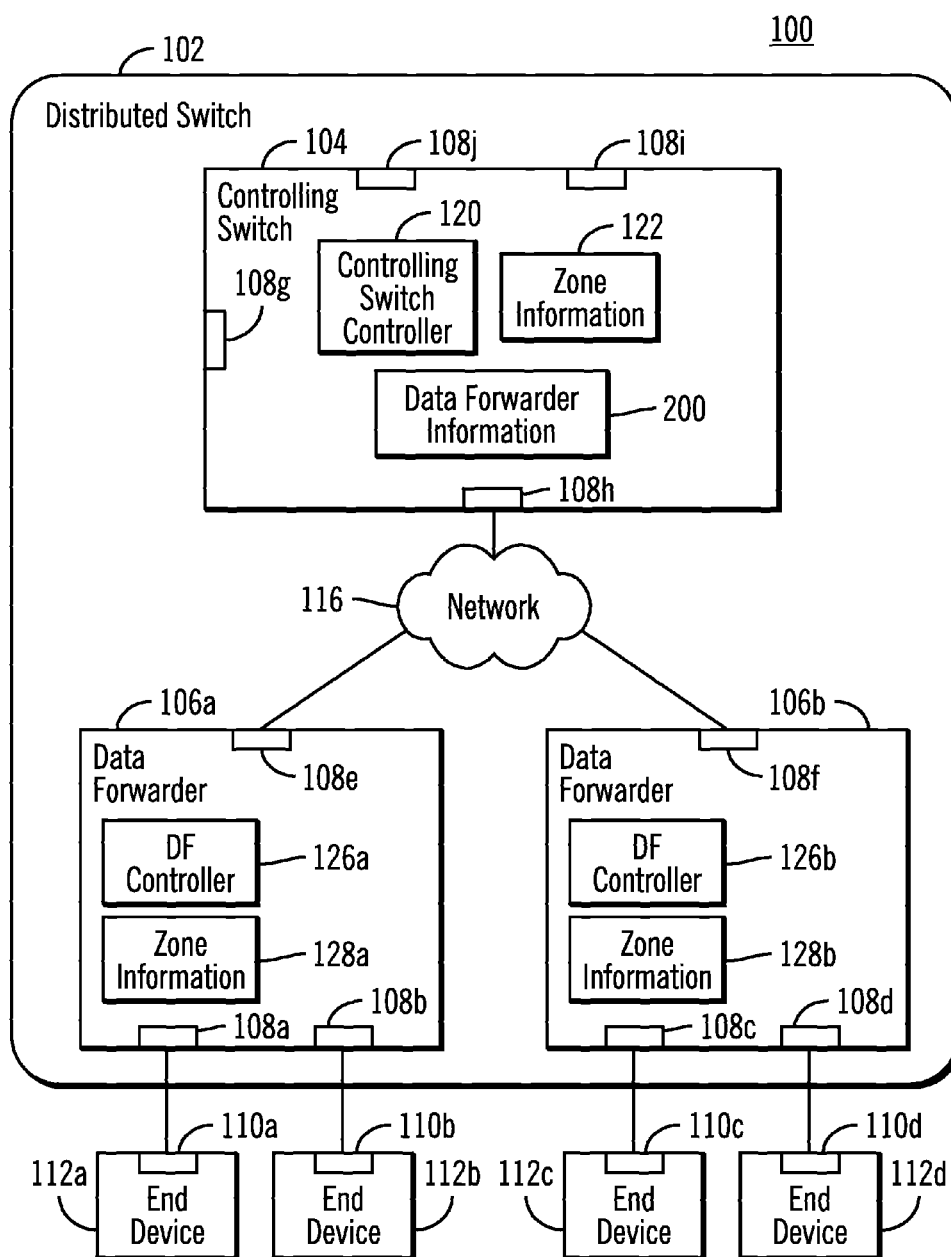 100
102
Distributed Switch
104
108j
108i
Controlling
Switch
120
122
Controlling
Switch
Controller
Zone
Information
108g
Data Forwarder
Information
200
108h
116
Network
106a
106b
Data
Forwarder
108e
Data
Forwarder
108f
DF
Controller
126a
DF
Controller
126b
Zone
Information
128a
Zone
Information
128b
108a
108b
108c
108d
110a
110b
110c
110d
112a
End
Device
112b
End
Device
112c
End
Device
112d
End
Device